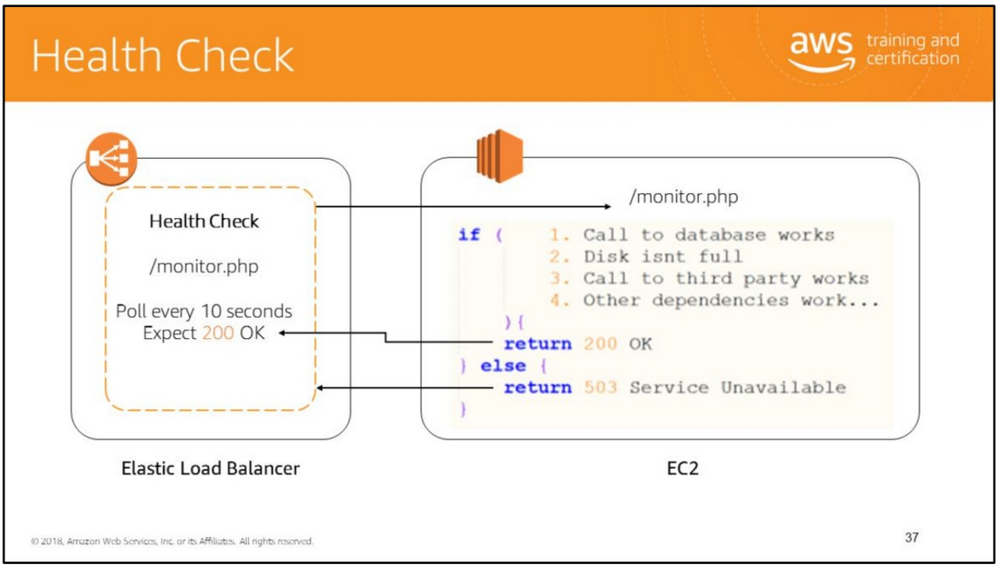 Health Check
aws training and
certification
Health Check
/monitor.php
Poll every 10 seconds
Expect 200 OK
/monitor.php
if ( 1. Call to database works
2. Disk isnt full
3. Call to third party works
4. Other dependencies work...
){
return 200 OK
} else {
return 503 Service Unavailable
}
Elastic Load Balancer
EC2
© 2018, Amazon Web Services, Inc. or its Affiliates. All rights reserved.
37